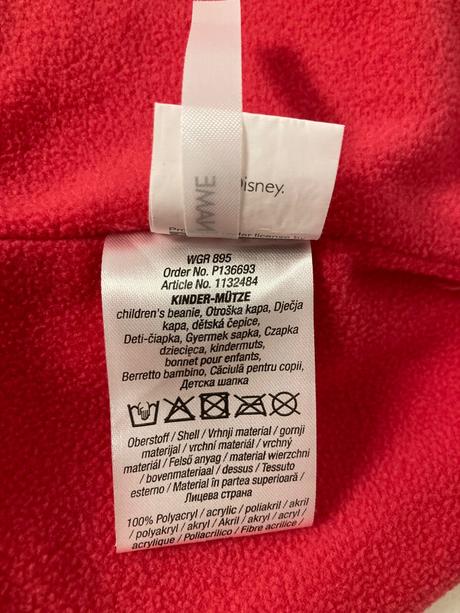 NAME
isney.
WGR 895
Order No. P136693
Article No. 1132484
KINDER-MÜTZE
children's beanie, Otroška kapa, Dječja
kapa, dětská čepice,
Deti-čiapka, Gyermek sapka, Czapka
dziecięca, kindermuts,
bonnet pour enfants,
Berretto bambino, Căciulă pentru copii,
Детска шапка
Oberstoff / Shell / Vrhnji material / gornji
materijal / vrchní materiál / vrchný
materiál / Felső anyag / materiał wierzchni
/ bovenmateriaal / dessus / Tessuto
esterno / Material în partea superioară /
Лицева страна
100% Polyacryl / acrylic / poliakril / akril
/ polyakryl / akryl / Akril / akryl / acryl /
acrylique / Poliacrilico / Fibre acrilice /